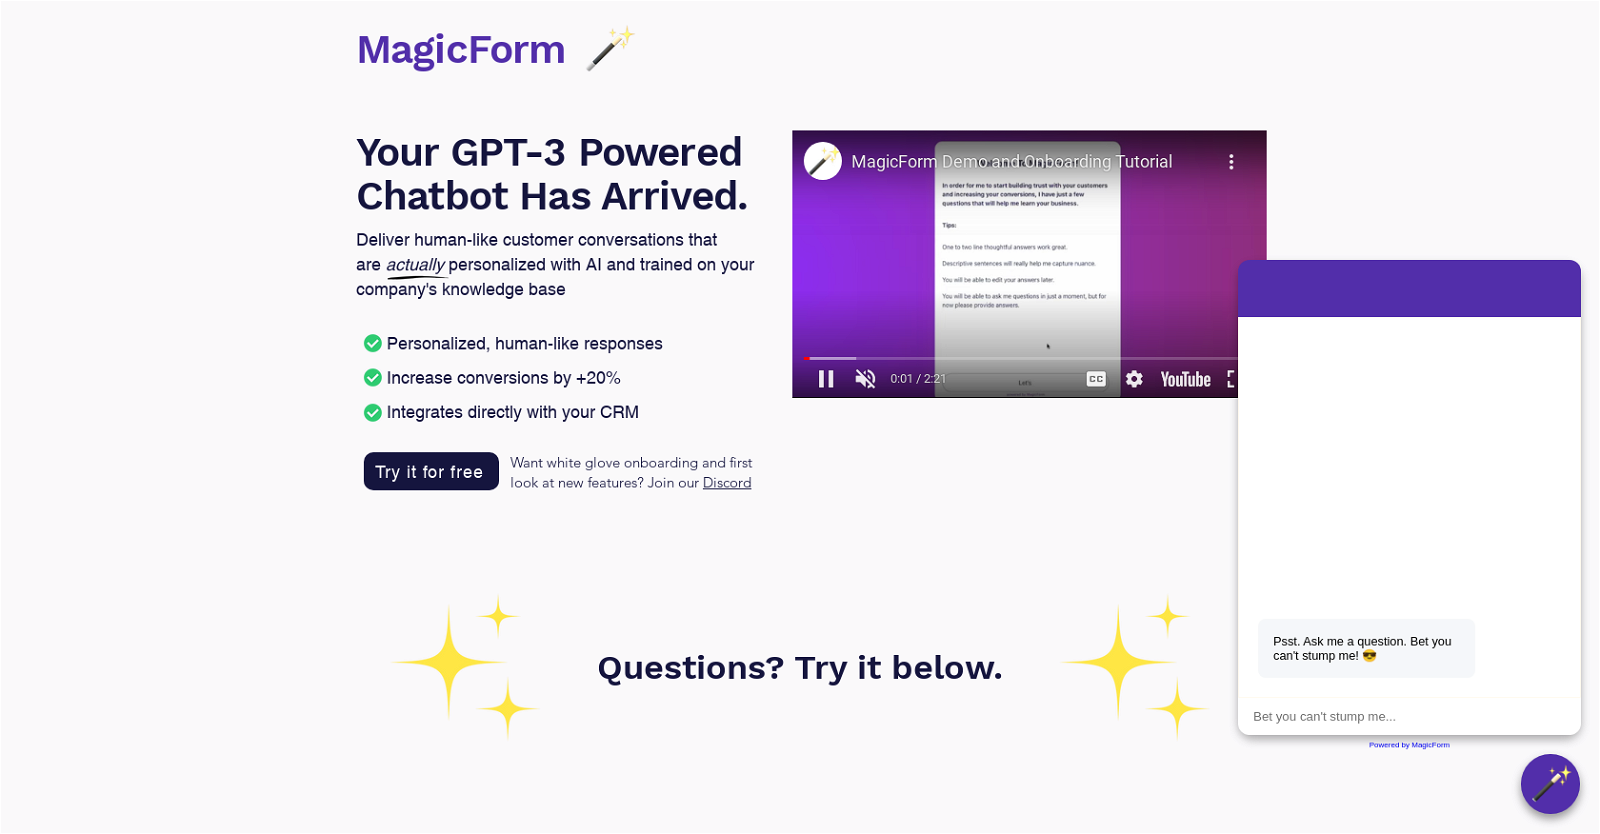 MagicForm
Your GPT-3 Powered
Chatbot Has Arrived.
Deliver human-like customer conversations that
are actually personalized with AI and trained on your
company's knowledge base
Personalized, human-like responses
Increase conversions by +20%
Integrates directly with your CRM
Try it for free
Want white glove onboarding and first
look at new features? Join our Discord
MagicForm Demo and Onboarding Tutorial
In order for me to start building trust with your customers
and increasing your conversions, I have just a few
questions that will help me learn your business.
Tips:
One to two line thoughtful answers work great.
Descriptive sentences will really help me capture nuance.
You will be able to edit your answers later.
You will be able to ask me questions in just a moment, but for
now please provide answers.
Let's
0:01 / 2:21
CC
YouTube
Psst. Ask me a question. Bet you
can't stump me! 😎
Bet you can't stump me...
Powered by MagicForm
Questions? Try it below.